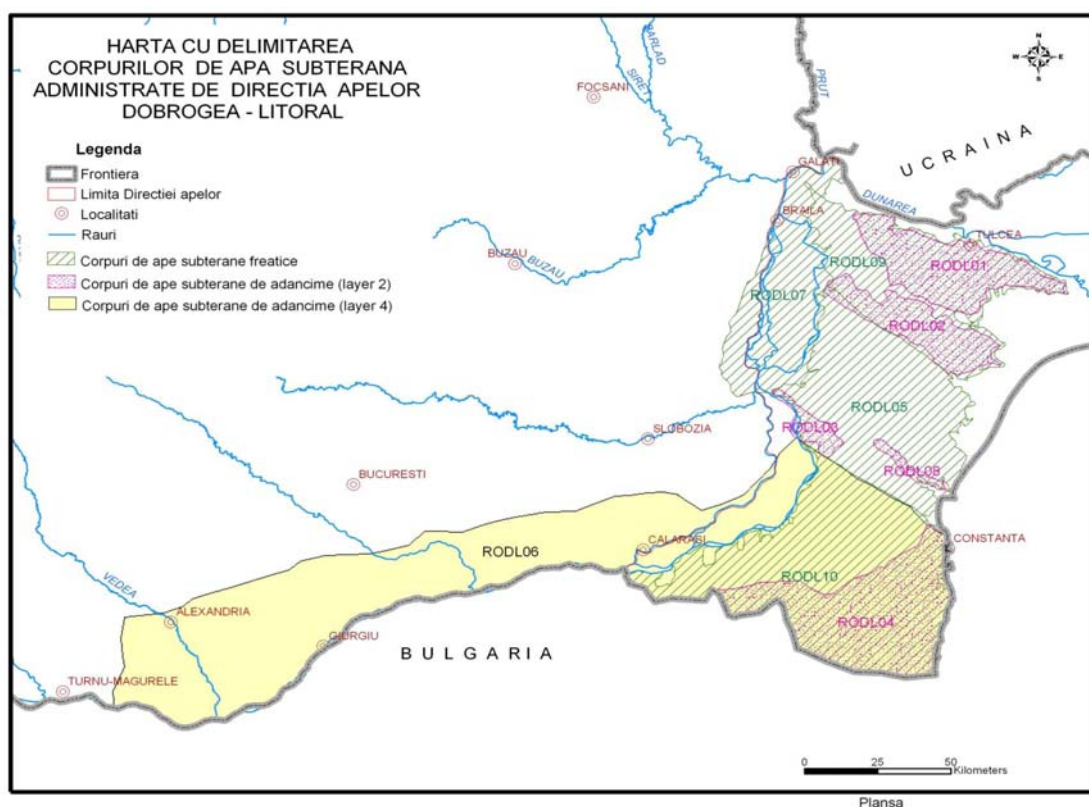 HARTA CU DELIMITAREA
CORPURILOR DE APA SUBTERANA
ADMINISTRATE DE DIRECTIA APELOR
DOBROGEA - LITORAL
Legenda
Frontiera
Limita Directiei apelor
Localitati
Rauri
Corpuri de ape subterane freatice
Corpuri de ape subterane de adancime (layer 2)
Corpuri de ape subterane de adancime (layer 4)
N
W E
S
BARLAD
SIRET
PRUT
FOCSANI
UCRAINA
GALATI
DUNAREA
BRAILA
TULCEA
BUZAU
BUZAU
RODL09
RODL01
RODL07
RODL02
RODL05
RODL03
SLOBOZIA
RODL08
BUCURESTI
CONSTANTA
CALARASI
RODL06
RODL10
VEDEA
ALEXANDRIA
RODL04
GIURGIU
BULGARIA
TURNU-MAGURELE
0 25 50
Kilometers
Plansa